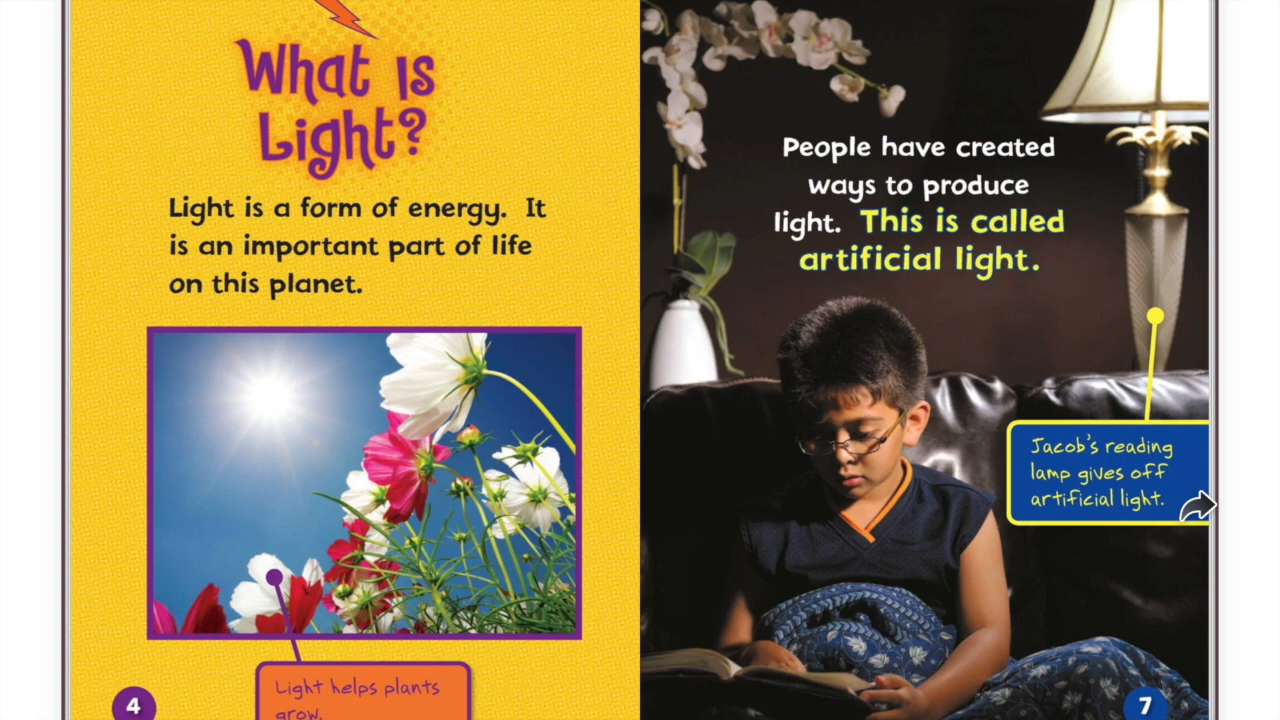 What Is
Light?
Light is a form of energy. It
is an important part of life
on this planet.
Light helps plants
grow.
4
People have created
ways to produce
light. This is called
artificial light.
Jacob's reading
lamp gives off
artificial light.
7